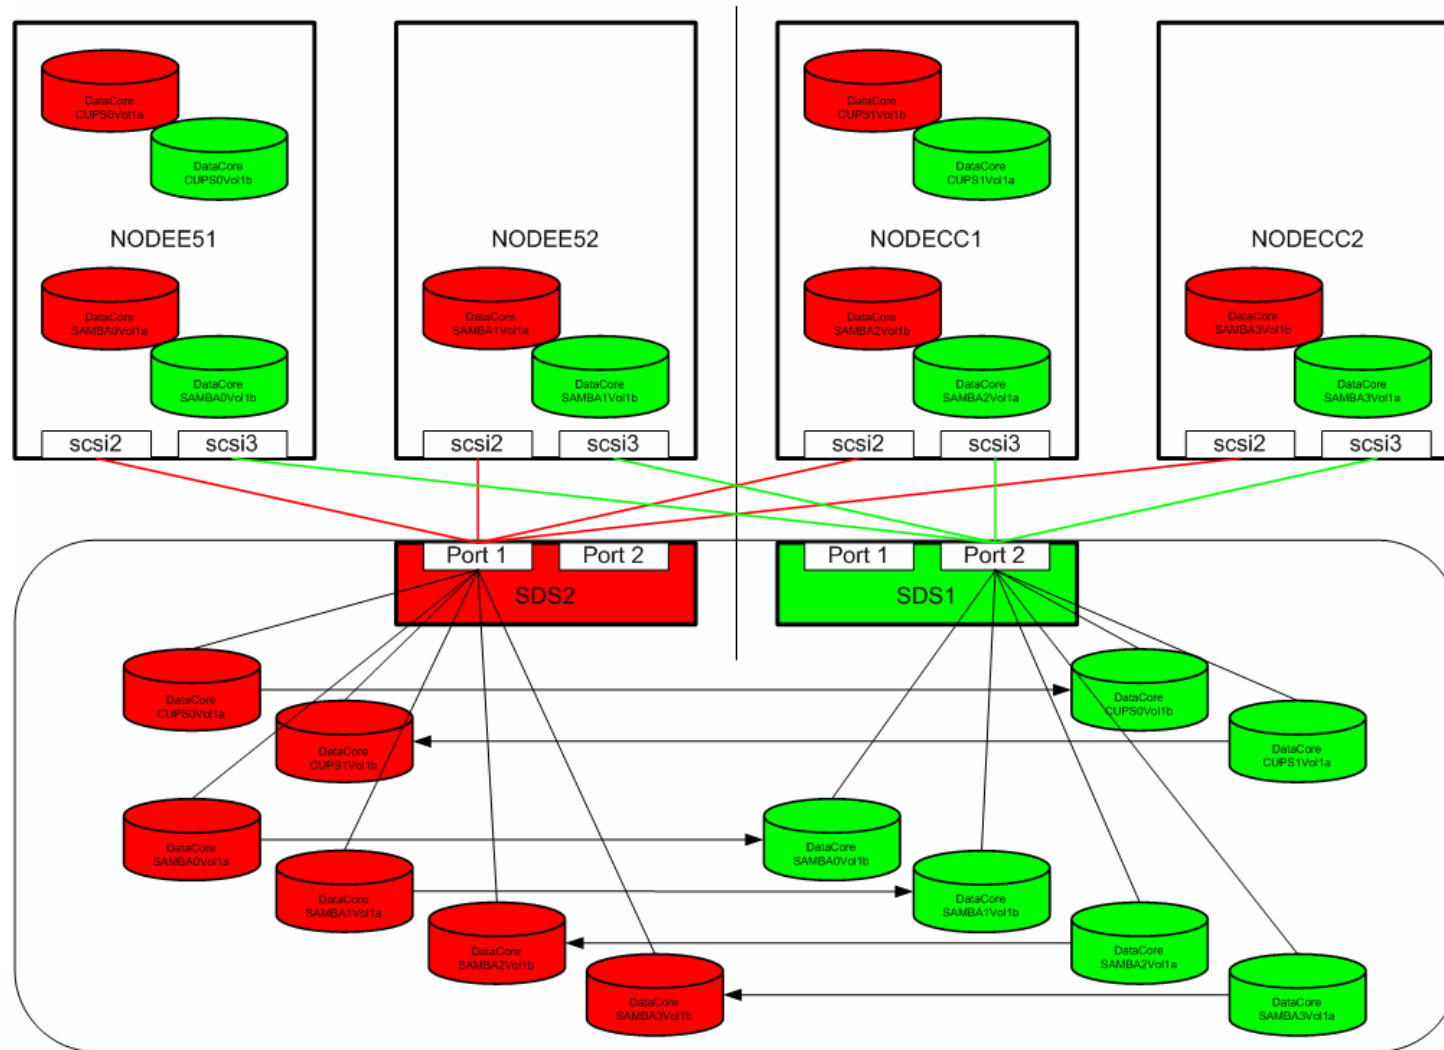 DataCore
CUPS0Vol1a
DataCore
CUPS0Vol1b
NODEE51
DataCore
SAMBA0Vol1a
DataCore
SAMBA0Vol1b
scsi2
scsi3
NODEE52
DataCore
SAMBA1Vol1a
DataCore
SAMBA1Vol1b
scsi2
scsi3
DataCore
CUPS1Vol1b
DataCore
CUPS1Vol1a
NODECC1
DataCore
SAMBA2Vol1b
DataCore
SAMBA2Vol1a
scsi2
scsi3
NODECC2
DataCore
SAMBA3Vol1b
DataCore
SAMBA3Vol1a
scsi2
scsi3
Port 1
Port 2
SDS2
Port 1
Port 2
SDS1
DataCore
CUPS0Vol1a
DataCore
CUPS0Vol1b
DataCore
CUPS1Vol1b
DataCore
CUPS1Vol1a
DataCore
SAMBA0Vol1a
DataCore
SAMBA0Vol1b
DataCore
SAMBA1Vol1a
DataCore
SAMBA1Vol1b
DataCore
SAMBA2Vol1b
DataCore
SAMBA2Vol1a
DataCore
SAMBA3Vol1b
DataCore
SAMBA3Vol1a